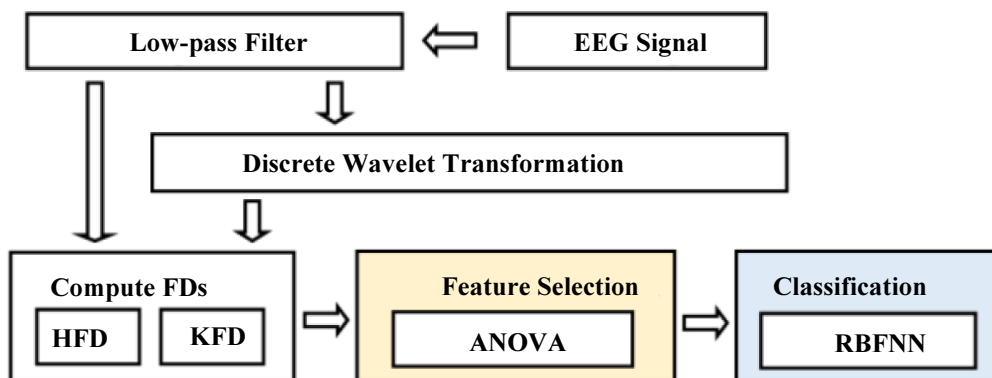 Low-pass Filter
EEG Signal
Discrete Wavelet Transformation
Compute FDs
HFD
KFD
Feature Selection
ANOVA
Classification
RBFNN